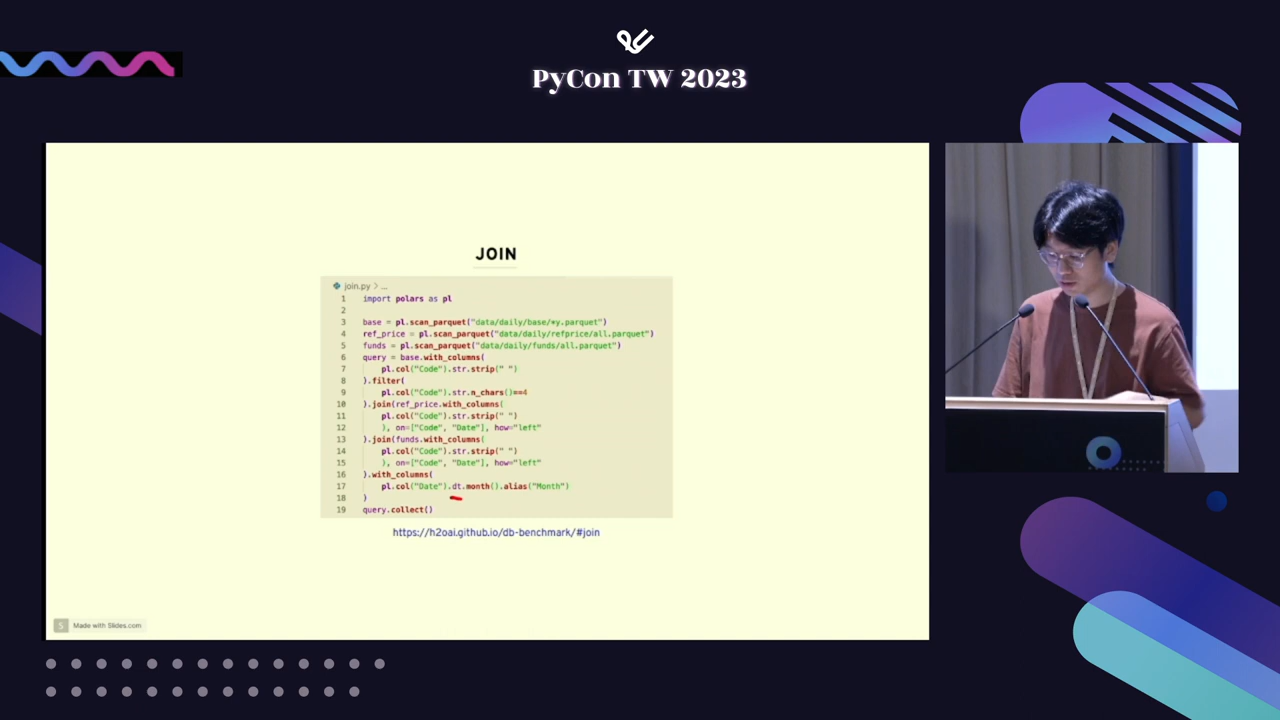 PyCon TW 2023
JOIN
join.py > ...
1 import polars as pl
2
3 base = pl.scan_parquet("data/daily/base/*y.parquet")
4 ref_price = pl.scan_parquet("data/daily/refprice/all.parquet")
5 funds = pl.scan_parquet("data/daily/funds/all.parquet")
6 query = base.with_columns(
7 pl.col("Code").str.strip(" ")
8 ).filter(
9 pl.col("Code").str.n_chars()==4
10 ).join(ref_price.with_columns(
11 pl.col("Code").str.strip(" ")
12 ), on=["Code", "Date"], how="left"
13 ).join(funds.with_columns(
14 pl.col("Code").str.strip(" ")
15 ), on=["Code", "Date"], how="left"
16 ).with_columns(
17 pl.col("Date").dt.month().alias("Month")
18 )
19 query.collect()
https://h2oai.github.io/db-benchmark/#join
S Made with Slides.com